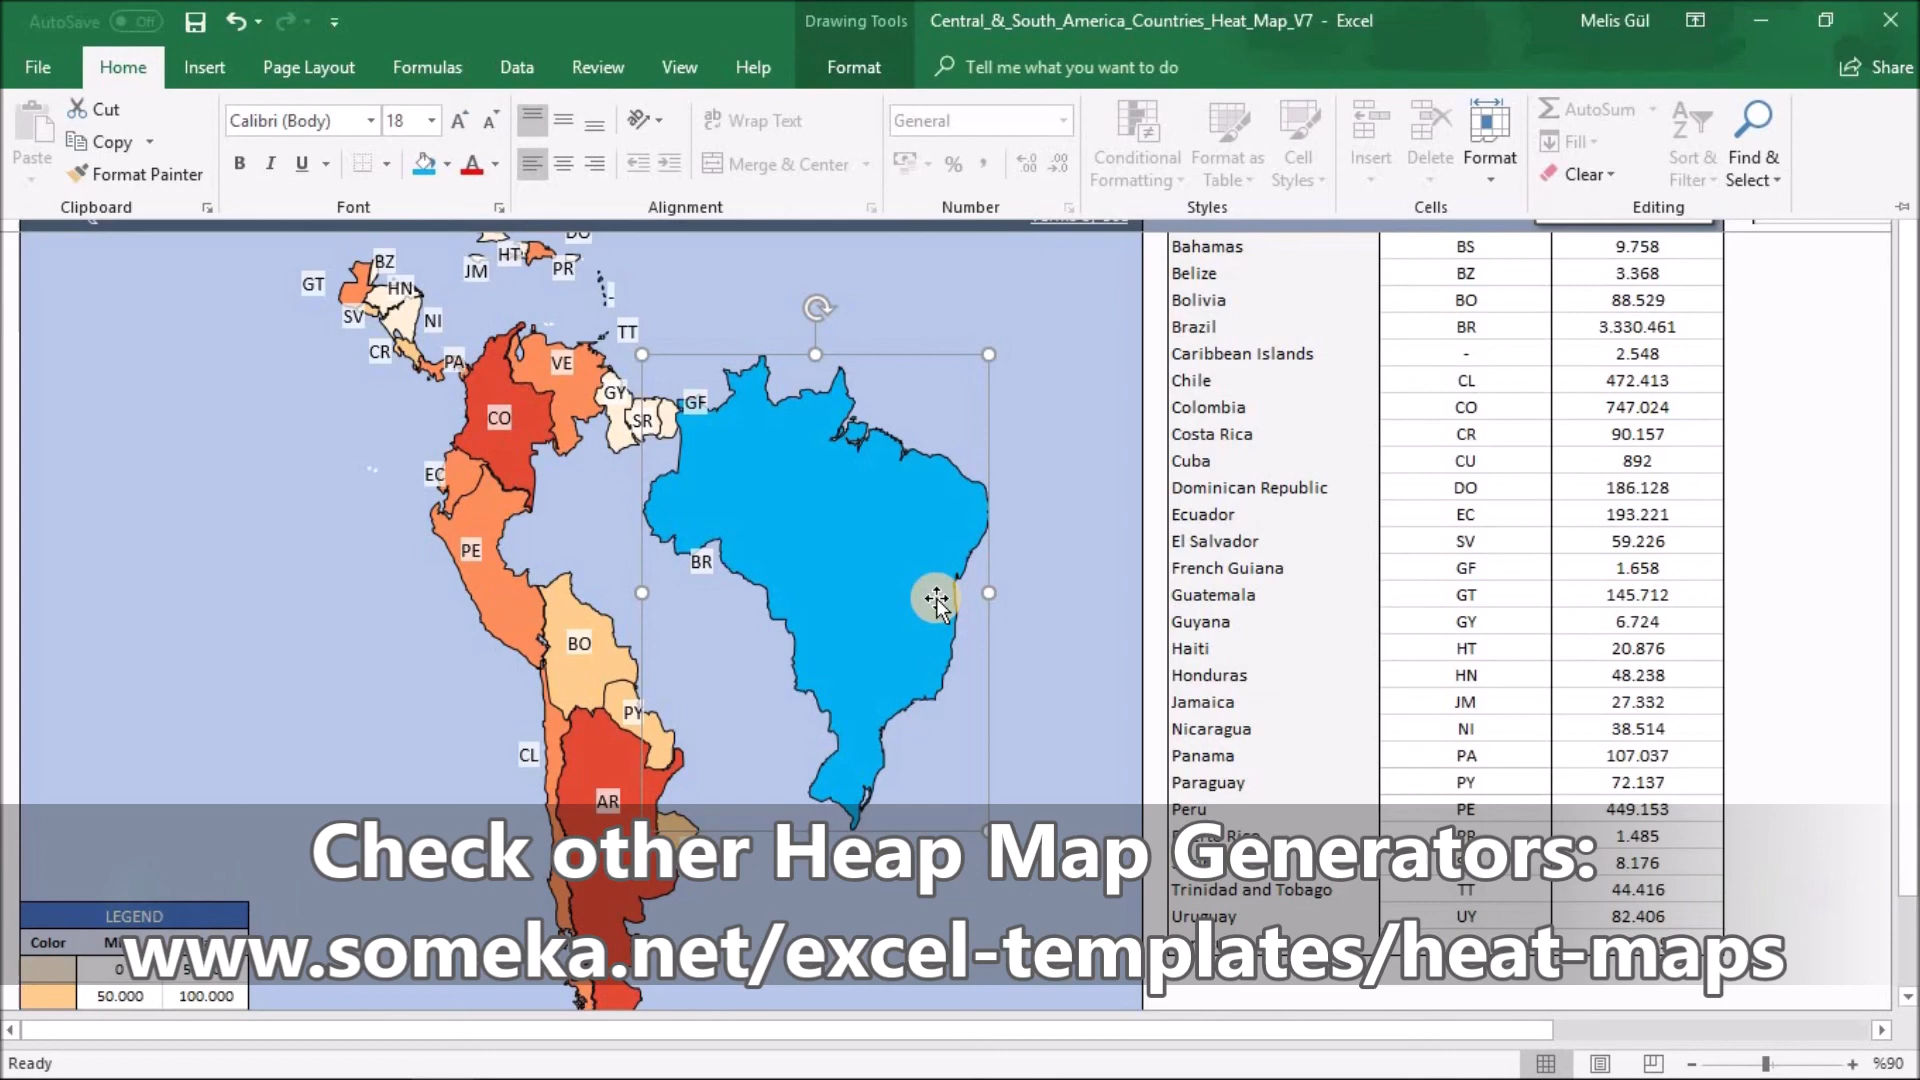 AutoSave Off
Drawing Tools
Central_&_South_America_Countries_Heat_Map_V7 - Excel
Melis Gül
File Home Insert Page Layout Formulas Data Review View Help Format Tell me what you want to do Share
Paste
Cut
Copy
Format Painter
Clipboard
Calibri (Body) 18
B I U
Font
Wrap Text
Merge & Center
Alignment
General
%
Number
Conditional Formatting
Format as Table
Cell Styles
Styles
Insert
Delete
Format
Cells
AutoSum
Fill
Clear
Sort & Filter
Find & Select
Editing
DO
BZ
HT
JM
PR
GT
HN
SV
NI
-
TT
CR
PA
VE
GY
GF
CO
SR
EC
PE
BR
BO
PY
CL
AR
Bahamas BS 9.758
Belize BZ 3.368
Bolivia BO 88.529
Brazil BR 3.330.461
Caribbean Islands - 2.548
Chile CL 472.413
Colombia CO 747.024
Costa Rica CR 90.157
Cuba CU 892
Dominican Republic DO 186.128
Ecuador EC 193.221
El Salvador SV 59.226
French Guiana GF 1.658
Guatemala GT 145.712
Guyana GY 6.724
Haiti HT 20.876
Honduras HN 48.238
Jamaica JM 27.332
Nicaragua NI 38.514
Panama PA 107.037
Paraguay PY 72.137
Peru PE 449.153
PR 1.485
8.176
Trinidad and Tobago TT 44.416
Uruguay UY 82.406
Check other Heap Map Generators:
www.someka.net/excel-templates/heat-maps
LEGEND
Color
0
50.000 100.000
Ready
%90